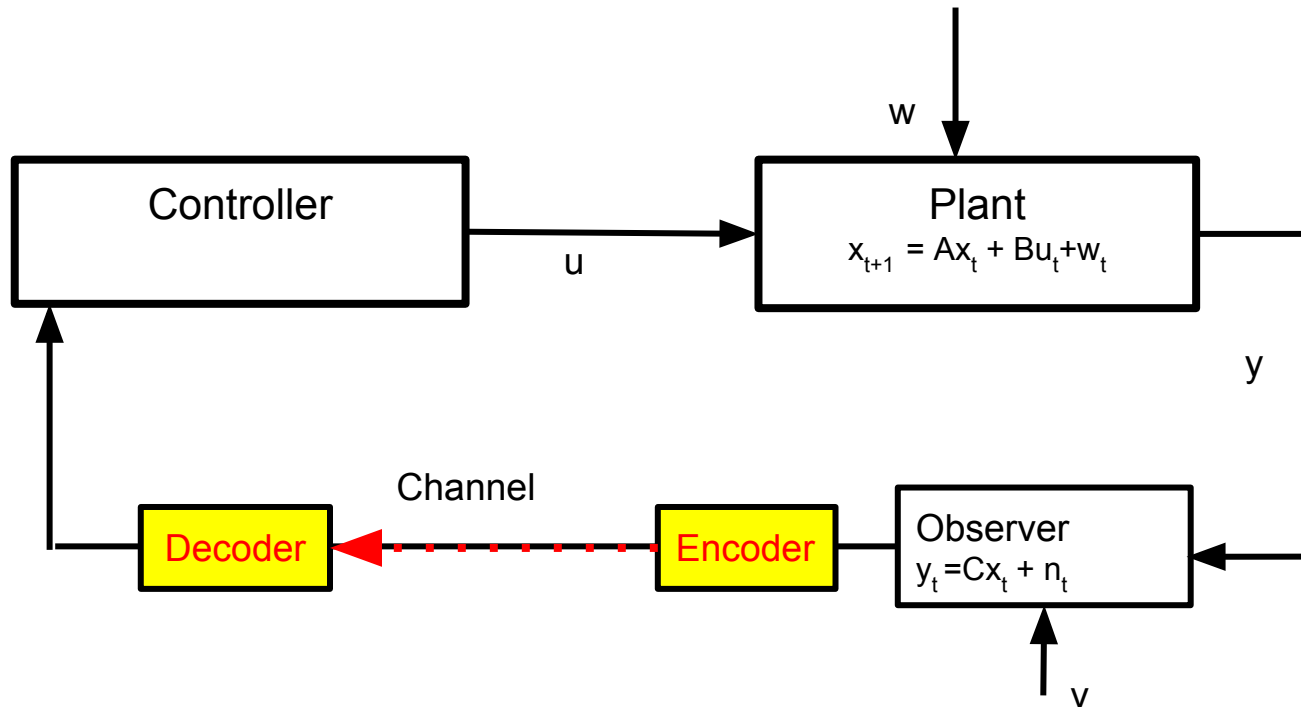 w
Controller
Plant
x_{t+1} = Ax_t + Bu_t+w_t
u
y
Channel
Decoder
Encoder
Observer
y_t =Cx_t + n_t
v